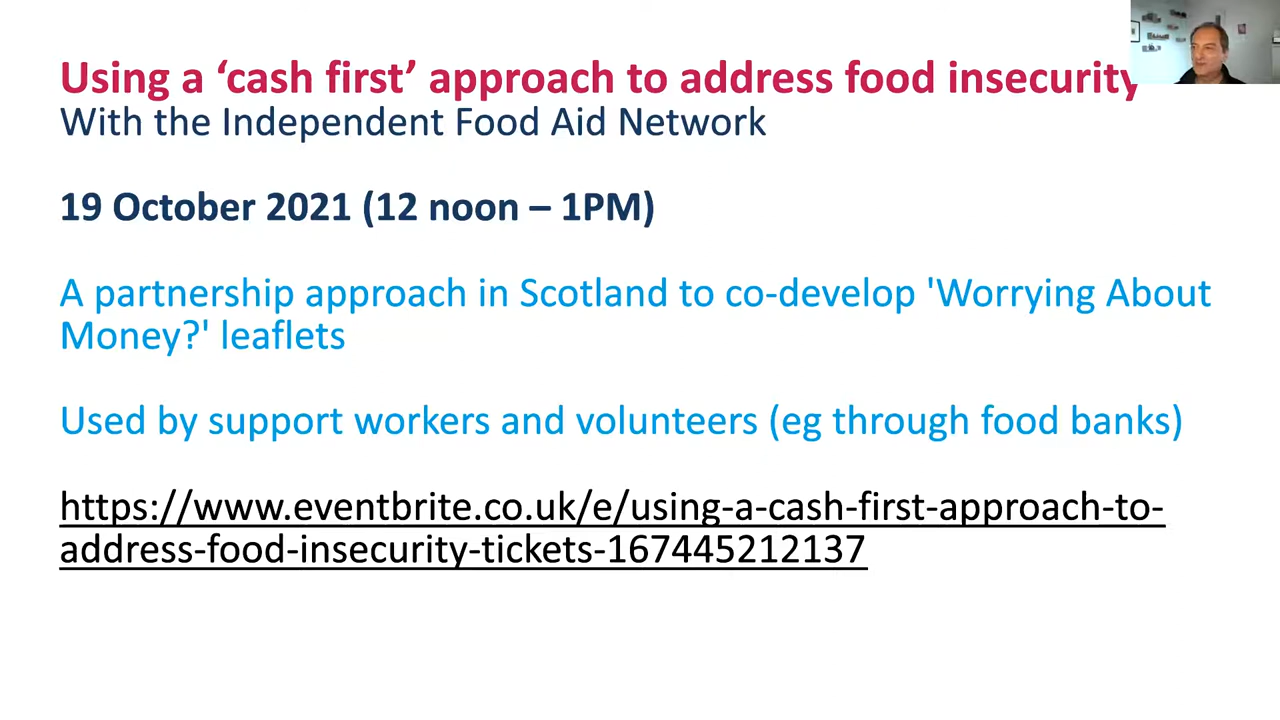 Using a ‘cash first’ approach to address food insecurity
With the Independent Food Aid Network
19 October 2021 (12 noon – 1PM)
A partnership approach in Scotland to co-develop 'Worrying About
Money?' leaflets
Used by support workers and volunteers (eg through food banks)
https://www.eventbrite.co.uk/e/using-a-cash-first-approach-to-
address-food-insecurity-tickets-167445212137